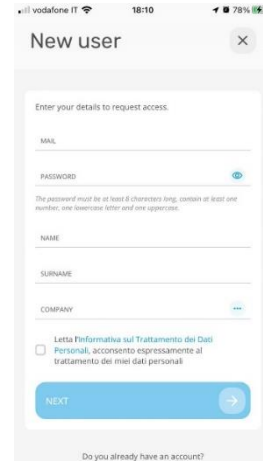 vodafone IT 18:10 78%
New user
Enter your details to request access.
MAIL
PASSWORD
The password must be at least 8 characters long, contain at least one
number, one lowercase letter and one uppercase.
NAME
SURNAME
COMPANY
Letta l'Informativa sul Trattamento dei Dati
Personali, acconsento espressamente al
trattamento dei miei dati personali
NEXT
Do you already have an account?